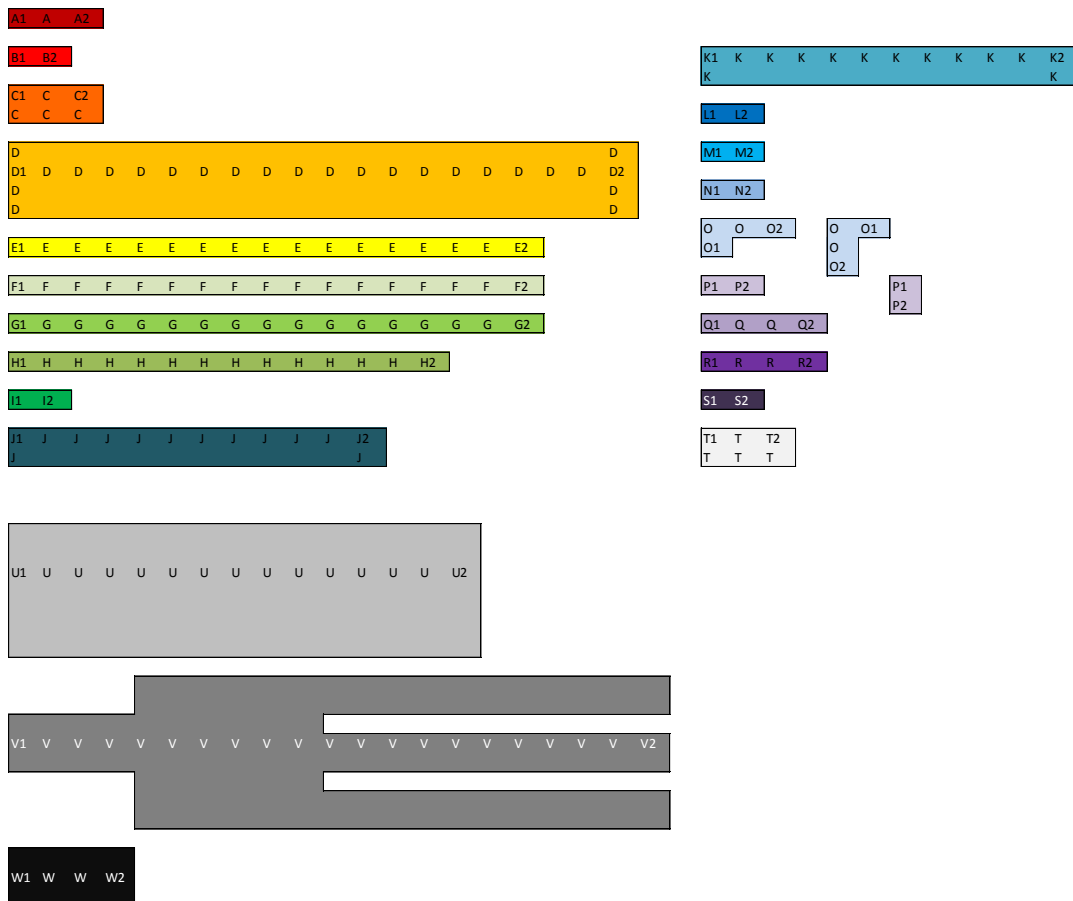 A1 A A2
B1 B2
C1 C C2
C C C
D D
D1 D D D D D D D D D D D D D D D D D D D2
D D
D D
E1 E E E E E E E E E E E E E E E E2
F1 F F F F F F F F F F F F F F F F2
G1 G G G G G G G G G G G G G G G G2
H1 H H H H H H H H H H H H H2
I1 I2
J1 J J J J J J J J J J J2
J J
K1 K K K K K K K K K K K2
K K
L1 L2
M1 M2
N1 N2
O O O2 O O1
O1 O
O2
P1 P2 P1
P2
Q1 Q Q Q2
R1 R R R2
S1 S2
T1 T T2
T T T
U1 U U U U U U U U U U U U U U2
V1 V V V V V V V V V V V V V V V V V V V V2
W1 W W W2